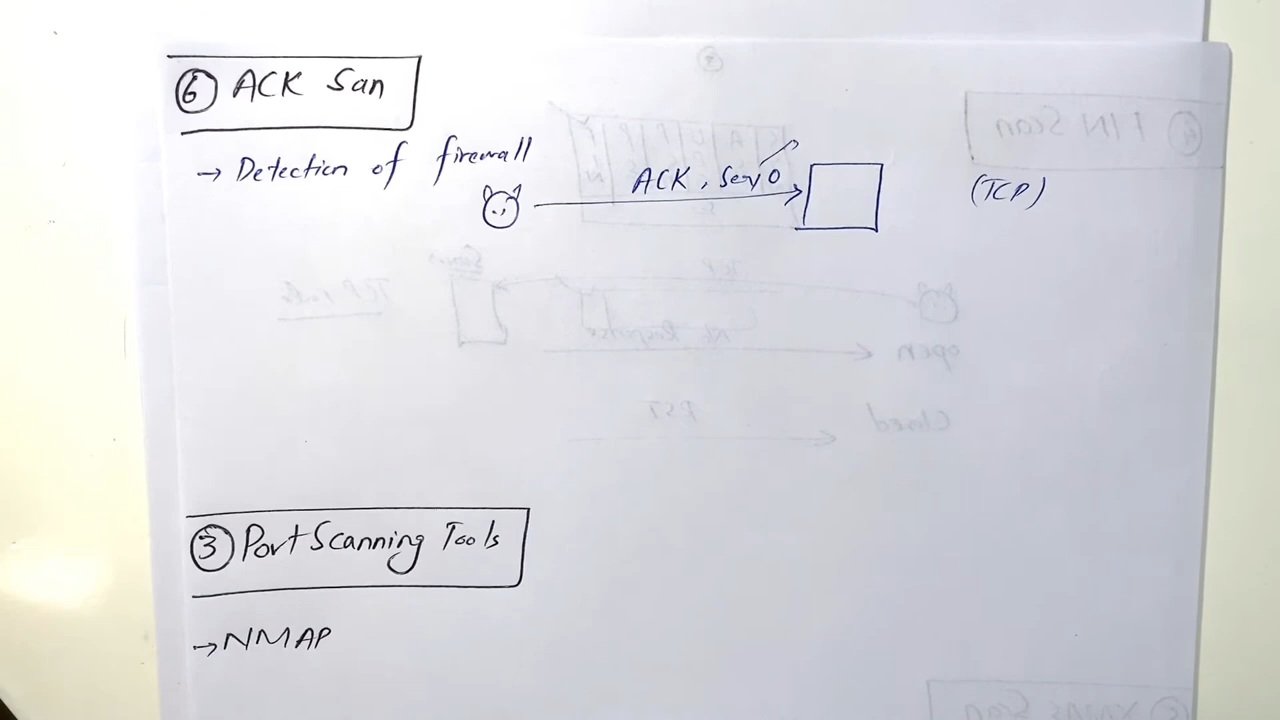 6 ACK San
→ Detection of firewall
ACK, Seq 0
(TCP)
3 Port Scanning Tools
→ NMAP